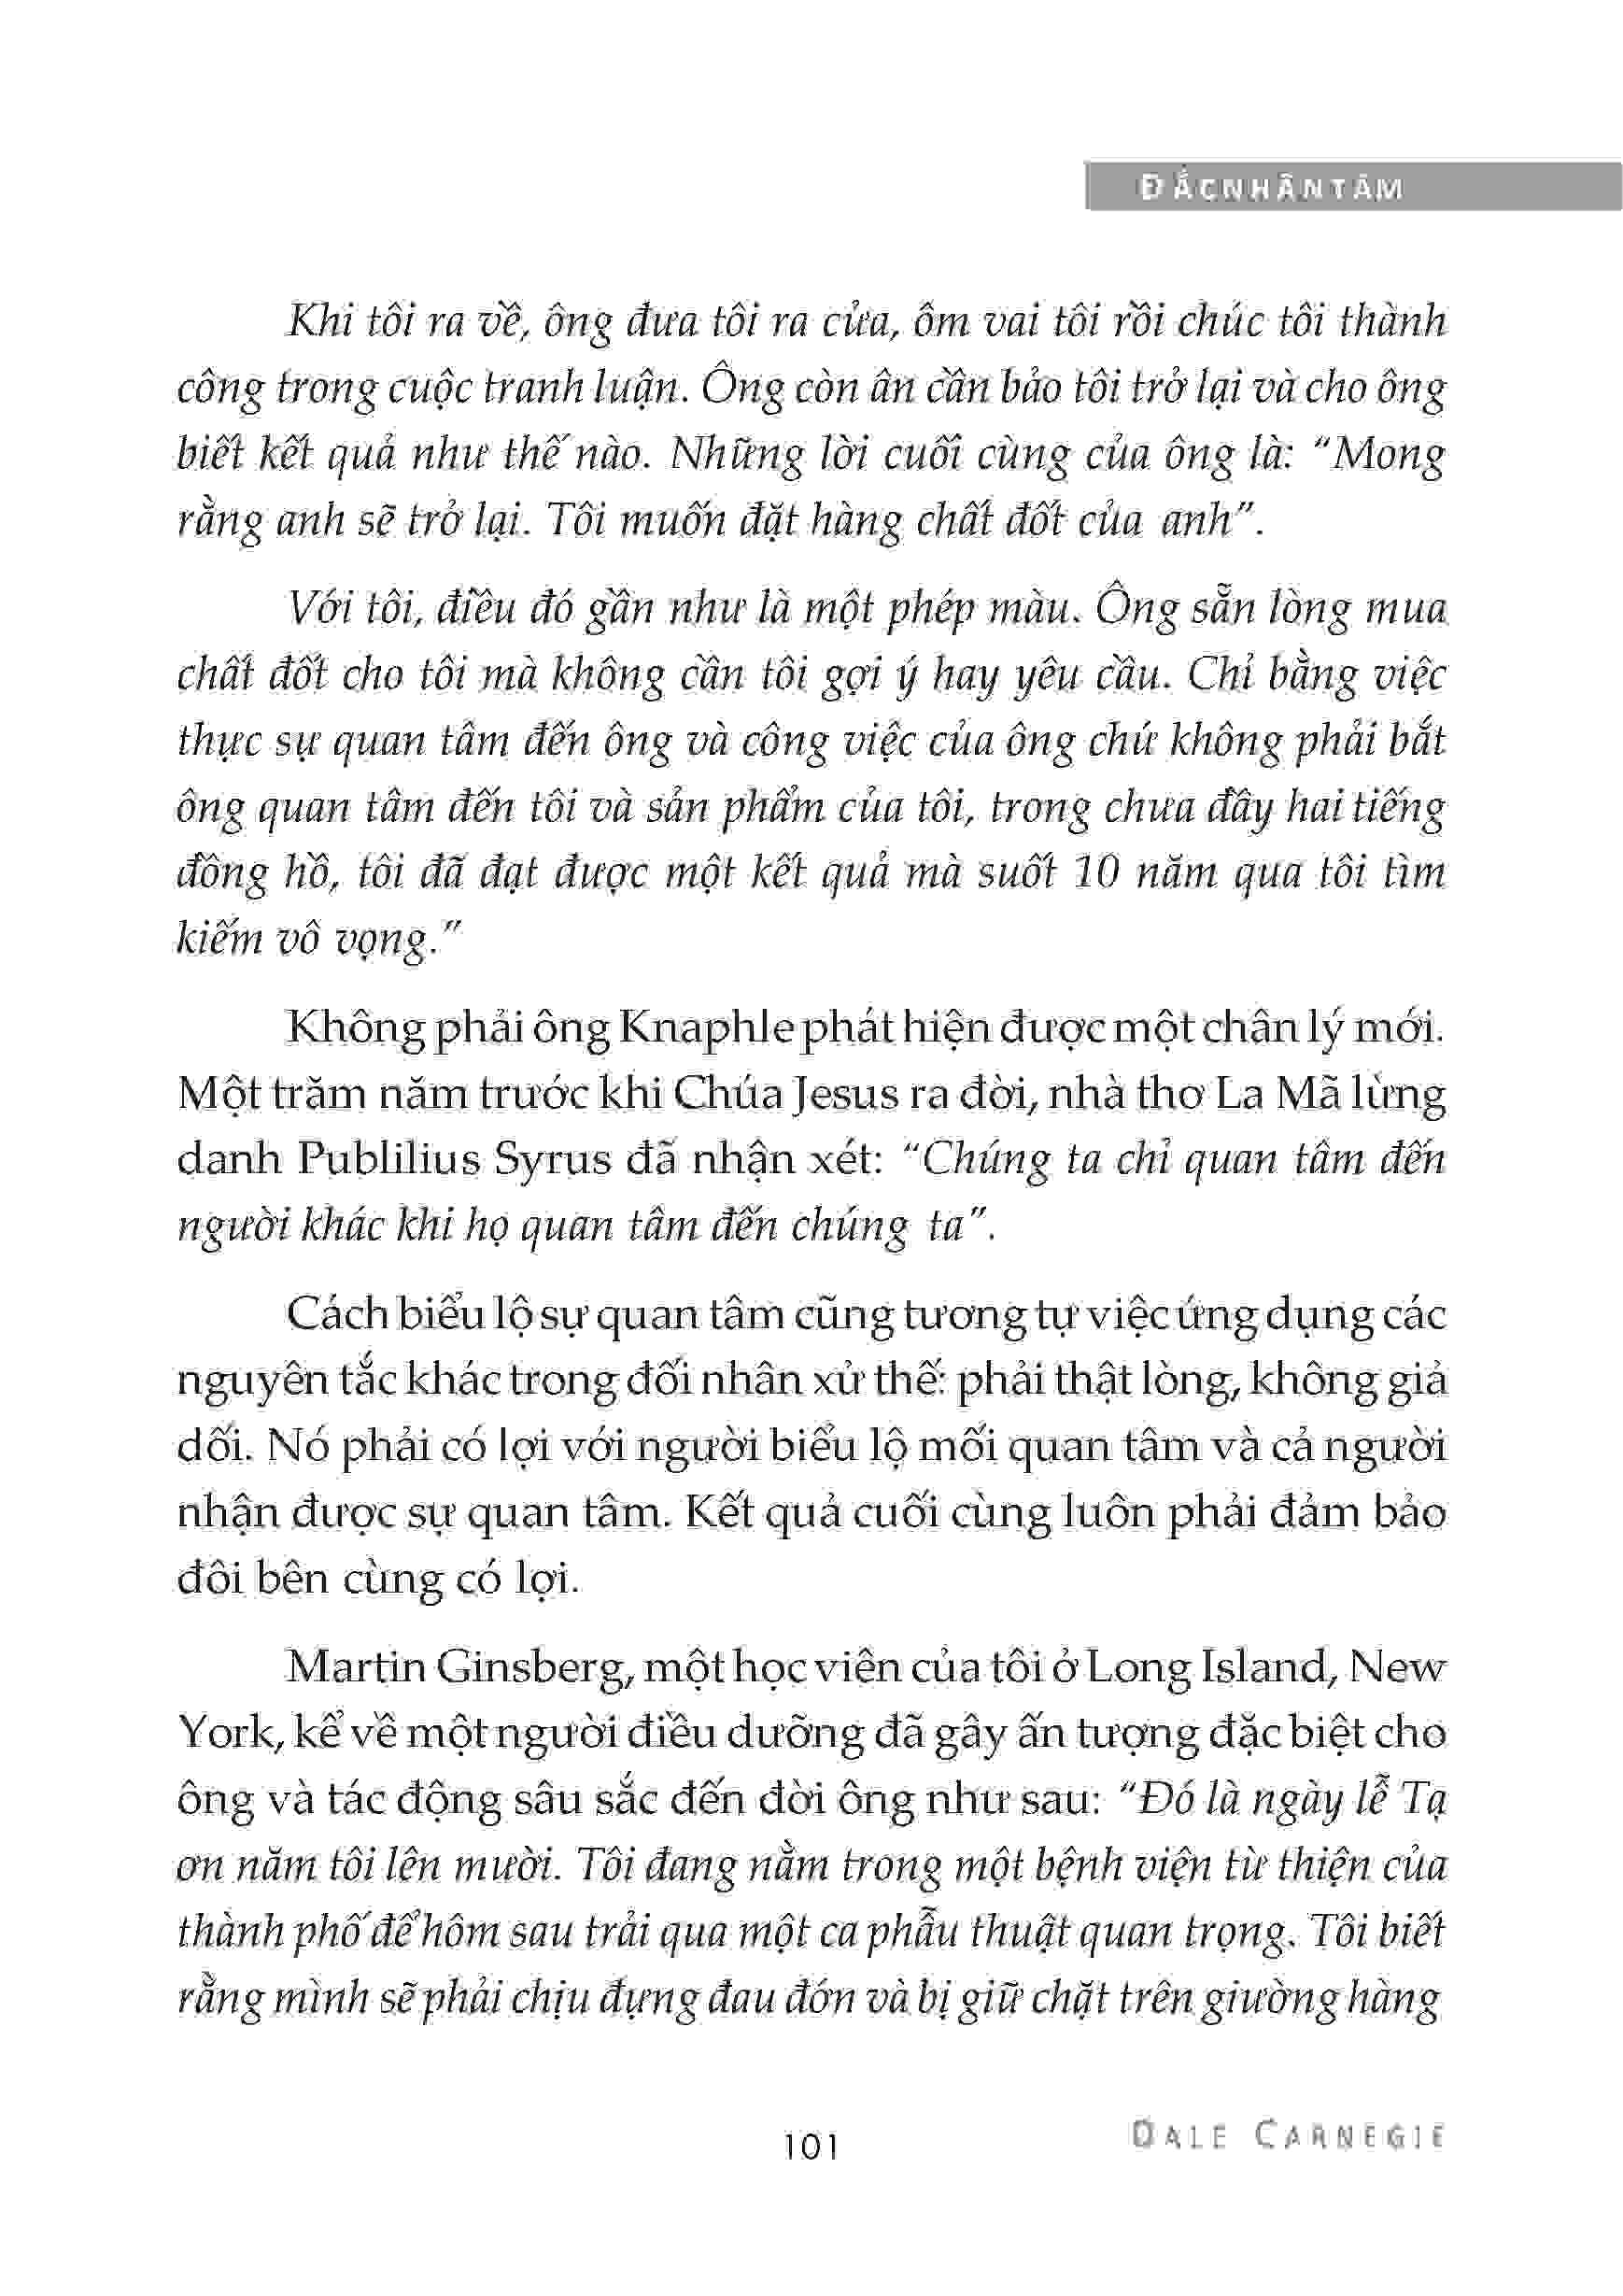 ĐẮCNHÂNTÂM
Khi tôi ra về, ông đưa tôi ra cửa, ôm vai tôi rồi chúc tôi thành
công trong cuộc tranh luận. Ông còn ân cần bảo tôi trở lại và cho ông
biết kết quả như thế nào. Những lời cuối cùng của ông là: “Mong
rằng anh sẽ trở lại. Tôi muốn đặt hàng chất đốt của anh”.
Với tôi, điều đó gần như là một phép màu. Ông sẵn lòng mua
chất đốt cho tôi mà không cần tôi gợi ý hay yêu cầu. Chỉ bằng việc
thực sự quan tâm đến ông và công việc của ông chứ không phải bắt
ông quan tâm đến tôi và sản phẩm của tôi, trong chưa đầy hai tiếng
đồng hồ, tôi đã đạt được một kết quả mà suốt 10 năm qua tôi tìm
kiếm vô vọng.”
Không phải ông Knaphle phát hiện được một chân lý mới.
Một trăm năm trước khi Chúa Jesus ra đời, nhà thơ La Mã lừng
danh Publilius Syrus đã nhận xét: “Chúng ta chỉ quan tâm đến
người khác khi họ quan tâm đến chúng ta”.
Cách biểu lộ sự quan tâm cũng tương tự việc ứng dụng các
nguyên tắc khác trong đối nhân xử thế: phải thật lòng, không giả
dối. Nó phải có lợi với người biểu lộ mối quan tâm và cả người
nhận được sự quan tâm. Kết quả cuối cùng luôn phải đảm bảo
đôi bên cùng có lợi.
Martin Ginsberg, một học viên của tôi ở Long Island, New
York, kể về một người điều dưỡng đã gây ấn tượng đặc biệt cho
ông và tác động sâu sắc đến đời ông như sau: “Đó là ngày lễ Tạ
ơn năm tôi lên mười. Tôi đang nằm trong một bệnh viện từ thiện của
thành phố để hôm sau trải qua một ca phẫu thuật quan trọng. Tôi biết
rằng mình sẽ phải chịu đựng đau đớn và bị giữ chặt trên giường hàng
101
DALE CARNEGIE